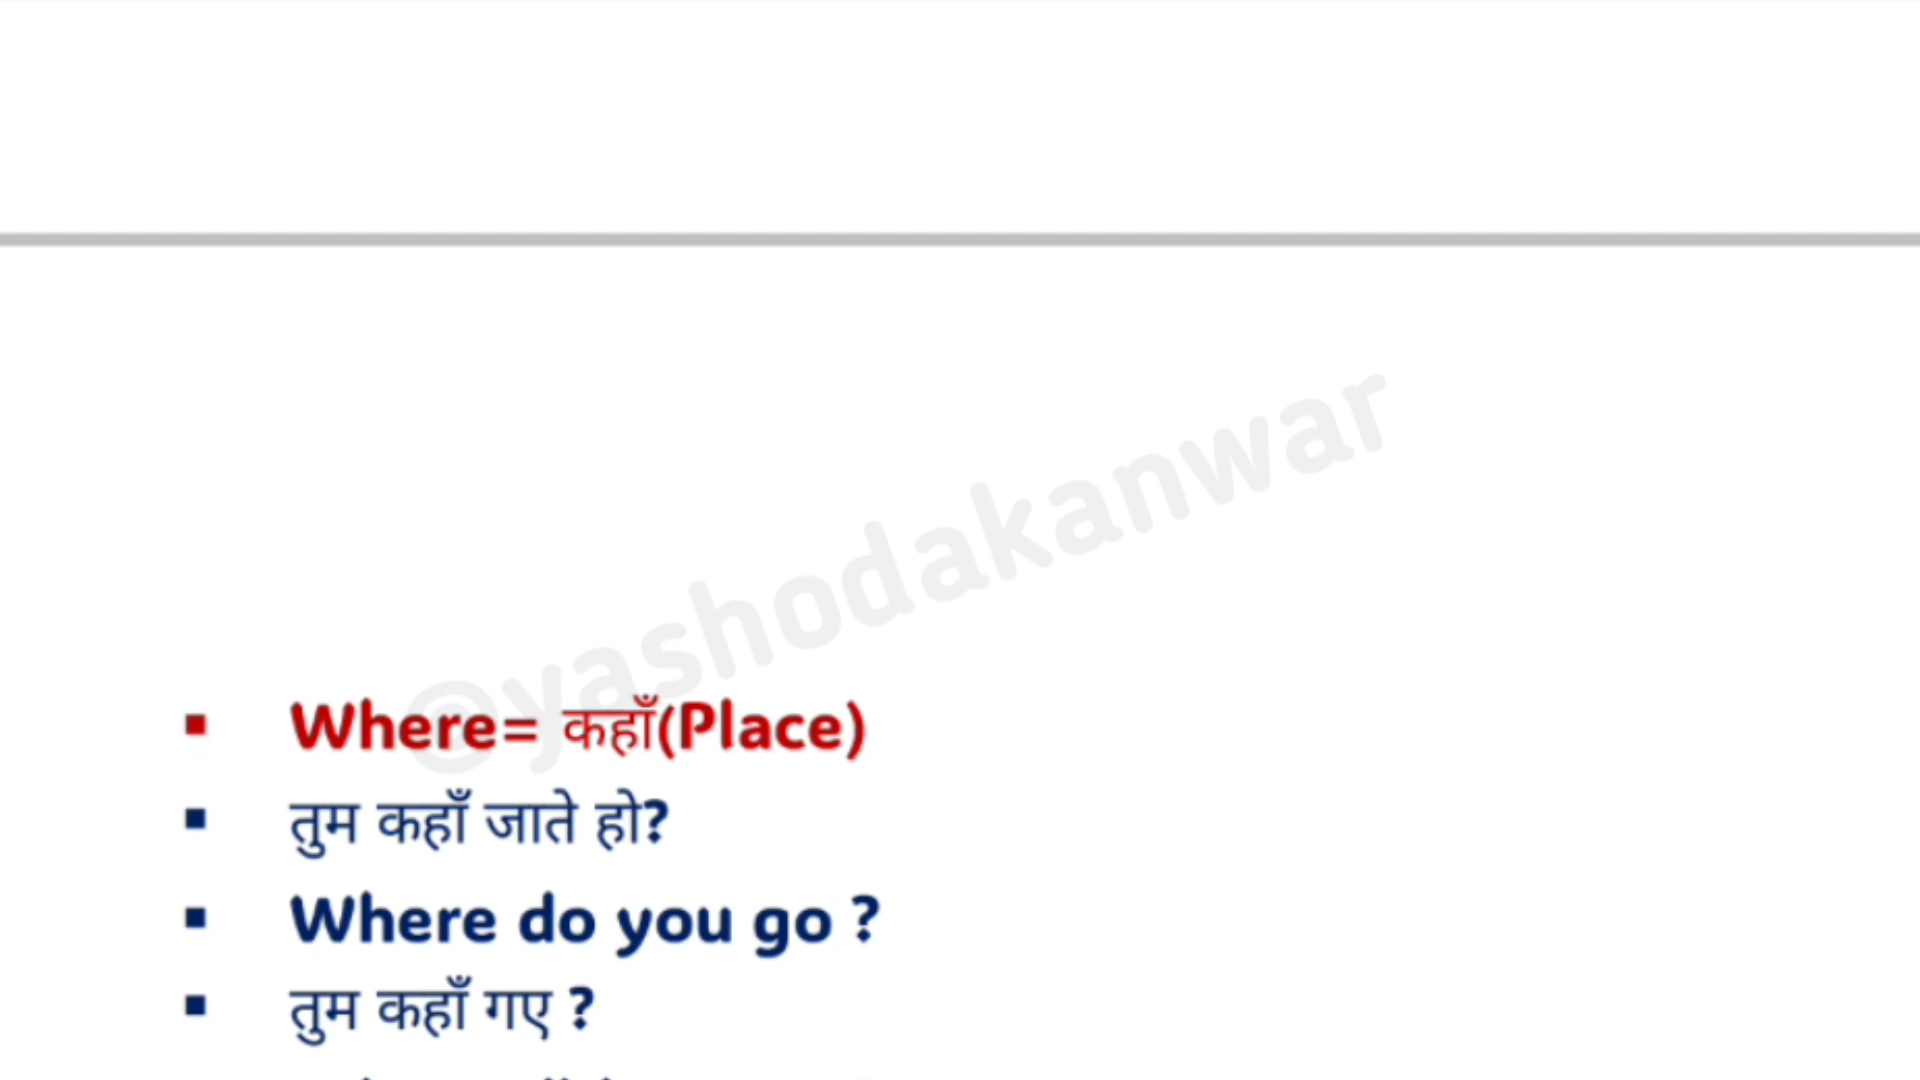 @yashodakanwar
▪ Where= कहाँ(Place)
▪ तुम कहाँ जाते हो?
▪ Where do you go ?
▪ तुम कहाँ गए ?